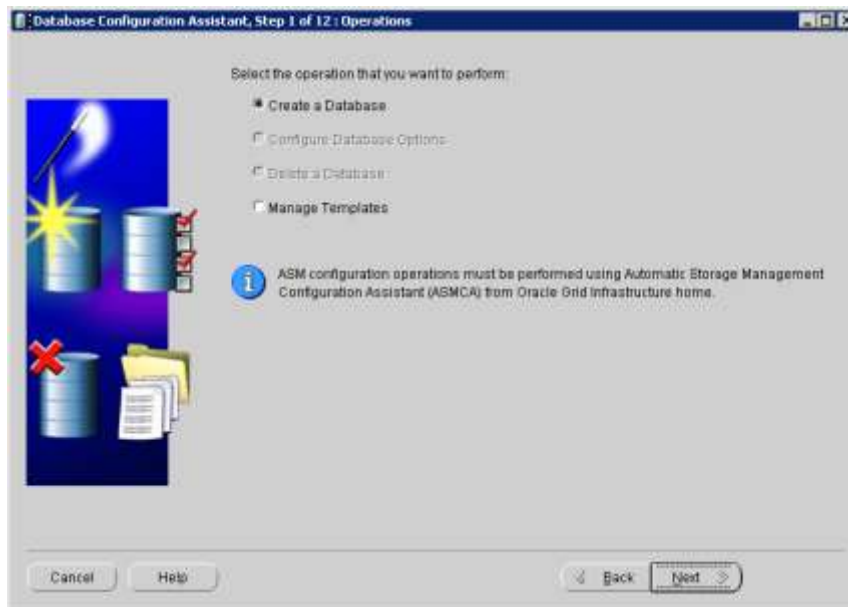 Database Configuration Assistant, Step 1 of 12 : Operations
Select the operation that you want to perform:
Create a Database
Configure Database Options
Delete a Database
Manage Templates
ASM configuration operations must be performed using Automatic Storage Management
Configuration Assistant (ASMCA) from Oracle Grid Infrastructure home.
Cancel
Help
Back
Next